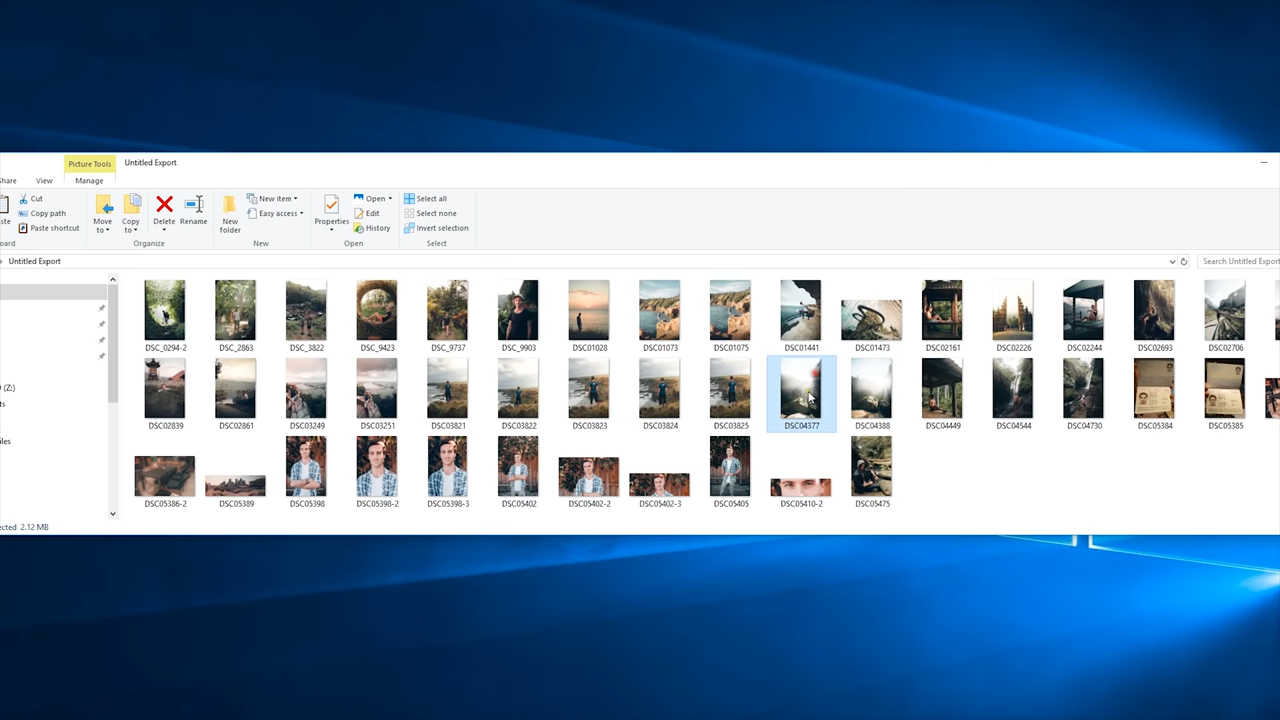 Picture Tools
Untitled Export
Share
View
Manage
Cut
Copy path
Paste shortcut
Move to
Copy to
Delete
Rename
New folder
New item
Easy access
Properties
Open
Edit
History
Select all
Select none
Invert selection
Organize
New
Open
Select
Untitled Export
Search Untitled Export
DSC_0294-2
DSC_2863
DSC_3822
DSC_9423
DSC_9737
DSC_9903
DSC01028
DSC01073
DSC01075
DSC01441
DSC01473
DSC02161
DSC02226
DSC02244
DSC02693
DSC02706
(Z:)
DSC02839
DSC02861
DSC03249
DSC03251
DSC03821
DSC03822
DSC03823
DSC03824
DSC03825
DSC04377
DSC04388
DSC04449
DSC04544
DSC04730
DSC05384
DSC05385
DSC05386-2
DSC05389
DSC05398
DSC05398-2
DSC05398-3
DSC05402
DSC05402-2
DSC05402-3
DSC05405
DSC05410-2
DSC05475
2.12 MB